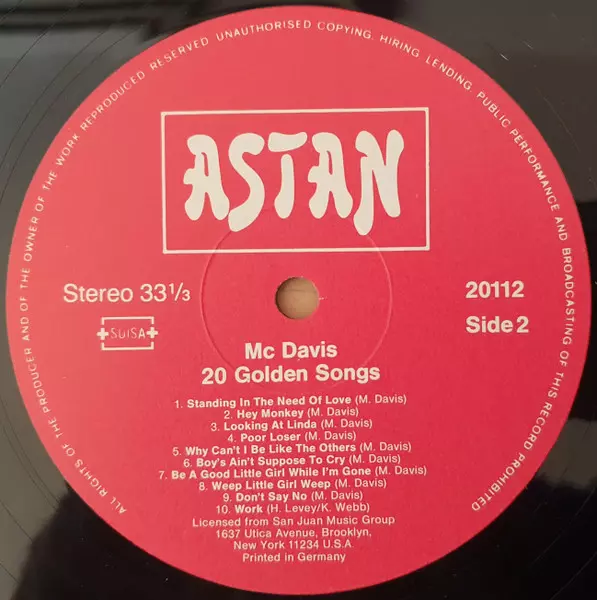 ALL RIGHTS OF THE PRODUCER AND OF THE OWNER OF THE WORK REPRODUCED RESERVED UNAUTHORISED COPYING, HIRING, LENDING, PUBLIC PERFORMANCE AND BROADCASTING OF THIS RECORD PROHIBITED
ASTAN
Stereo 33 1/3
20112
SUISA
Side 2
Mc Davis
20 Golden Songs
1. Standing In The Need Of Love (M. Davis)
2. Hey Monkey (M. Davis)
3. Looking At Linda (M. Davis)
4. Poor Loser (M. Davis)
5. Why Can't I Be Like The Others (M. Davis)
6. Boy's Ain't Suppose To Cry (M. Davis)
7. Be A Good Little Girl While I'm Gone (M. Davis)
8. Weep Little Girl Weep (M. Davis)
9. Don't Say No (M. Davis)
10. Work (H. Levey/K. Webb)
Licensed from San Juan Music Group
1637 Utica Avenue, Brooklyn,
New York 11234 U.S.A
Printed in Germany